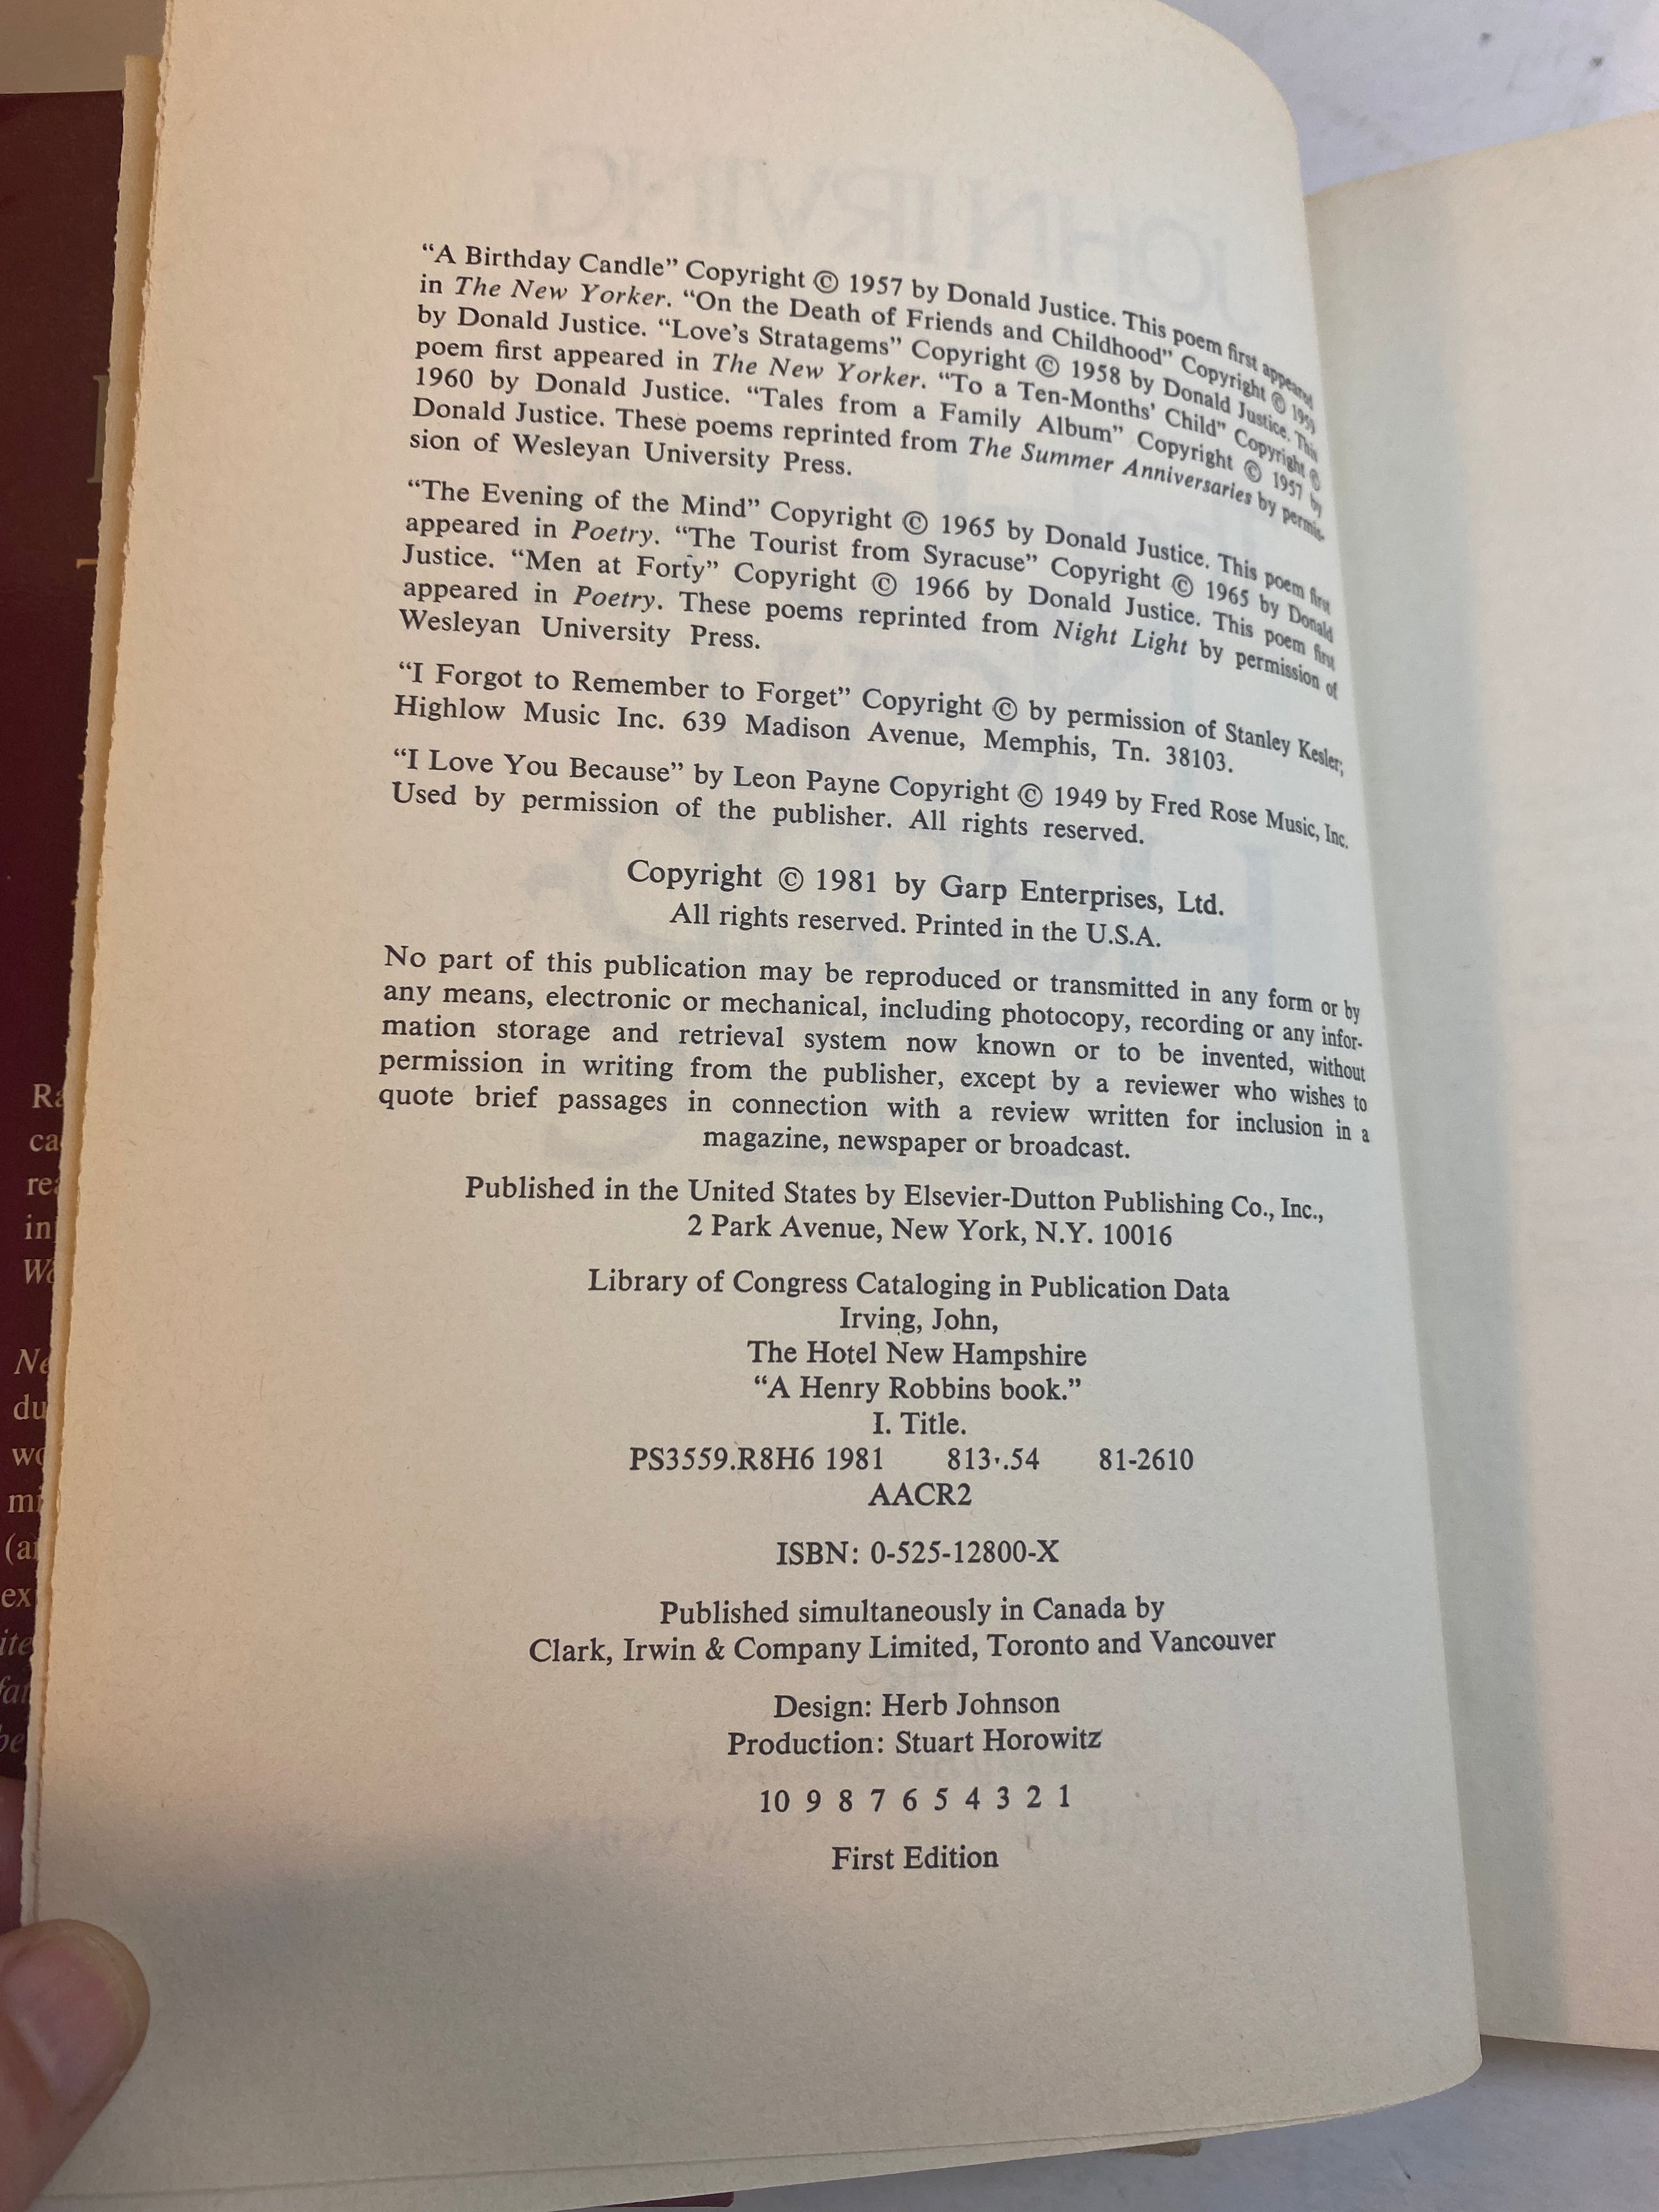 “A Birthday Candle” Copyright © 1957 by Donald Justice. This poem first appeared
in The New Yorker. “On the Death of Friends and Childhood” Copyright © 1959
by Donald Justice. “Love’s Stratagems” Copyright © 1958 by Donald Justice. This
poem first appeared in The New Yorker. “To a Ten-Months’ Child” Copyright ©
1960 by Donald Justice. “Tales from a Family Album” Copyright © 1957 by
Donald Justice. These poems reprinted from The Summer Anniversaries by permis-
sion of Wesleyan University Press.
“The Evening of the Mind” Copyright © 1965 by Donald Justice. This poem first
appeared in Poetry. “The Tourist from Syracuse” Copyright © 1965 by Donald
Justice. “Men at Forty” Copyright © 1966 by Donald Justice. This poem first
appeared in Poetry. These poems reprinted from Night Light by permission of
Wesleyan University Press.
“I Forgot to Remember to Forget” Copyright © by permission of Stanley Kesler;
Highlow Music Inc. 639 Madison Avenue, Memphis, Tn. 38103.
“I Love You Because” by Leon Payne Copyright © 1949 by Fred Rose Music, Inc.
Used by permission of the publisher. All rights reserved.
Copyright © 1981 by Garp Enterprises, Ltd.
All rights reserved. Printed in the U.S.A.
No part of this publication may be reproduced or transmitted in any form or by
any means, electronic or mechanical, including photocopy, recording or any infor-
mation storage and retrieval system now known or to be invented, without
permission in writing from the publisher, except by a reviewer who wishes to
quote brief passages in connection with a review written for inclusion in a
magazine, newspaper or broadcast.
Published in the United States by Elsevier-Dutton Publishing Co., Inc.,
2 Park Avenue, New York, N.Y. 10016
Library of Congress Cataloging in Publication Data
Irving, John,
The Hotel New Hampshire
“A Henry Robbins book.”
I. Title.
PS3559.R8H6 1981 813'.54 81-2610
AACR2
ISBN: 0-525-12800-X
Published simultaneously in Canada by
Clark, Irwin & Company Limited, Toronto and Vancouver
Design: Herb Johnson
Production: Stuart Horowitz
10 9 8 7 6 5 4 3 2 1
First Edition